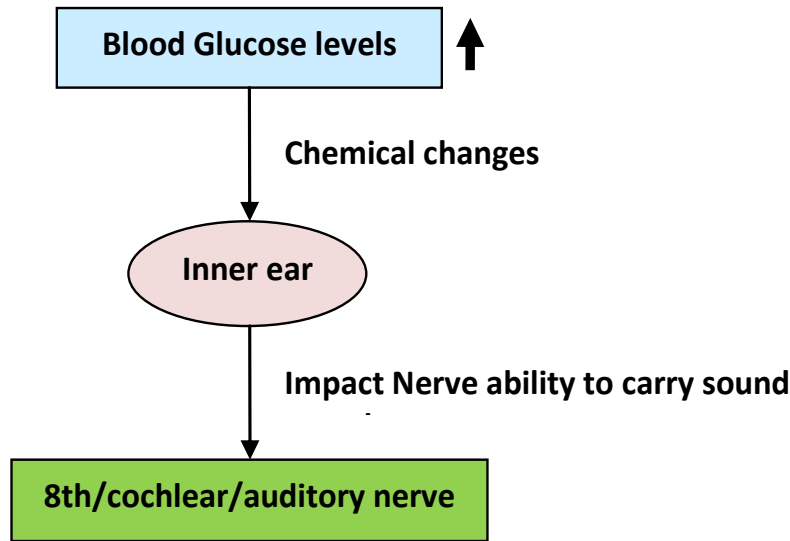 Blood Glucose levels
Chemical changes
Inner ear
Impact Nerve ability to carry sound
8th/cochlear/auditory nerve